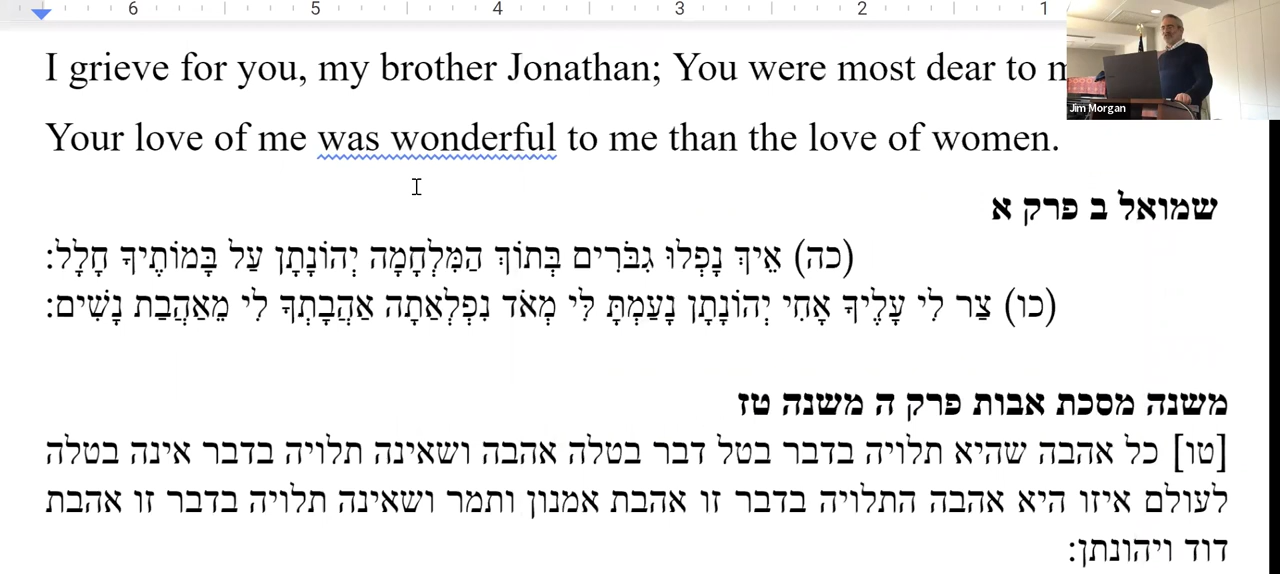 6 5 4 3 2 1
I grieve for you, my brother Jonathan; You were most dear to
Jim Morgan
Your love of me was wonderful to me than the love of women.
שמואל ב פרק א
(כה) אֵיךְ נָפְלוּ גִבֹּרִים בְּתוֹךְ הַמִּלְחָמָה יְהוֹנָתָן עַל בָּמוֹתֶיךָ חָלָל:
(כו) צַר לִי עָלֶיךָ אָחִי יְהוֹנָתָן נָעַמְתָּ לִּי מְאֹד נִפְלְאַתָה אַהֲבָתְךָ לִי מֵאַהֲבַת נָשִׁים:
משנה מסכת אבות פרק ה משנה טז
[טו] כל אהבה שהיא תלויה בדבר בטל דבר בטלה אהבה ושאינה תלויה בדבר אינה בטלה
לעולם איזו היא אהבה התלויה בדבר זו אהבת אמנון ותמר ושאינה תלויה בדבר זו אהבת
דוד ויהונתן: